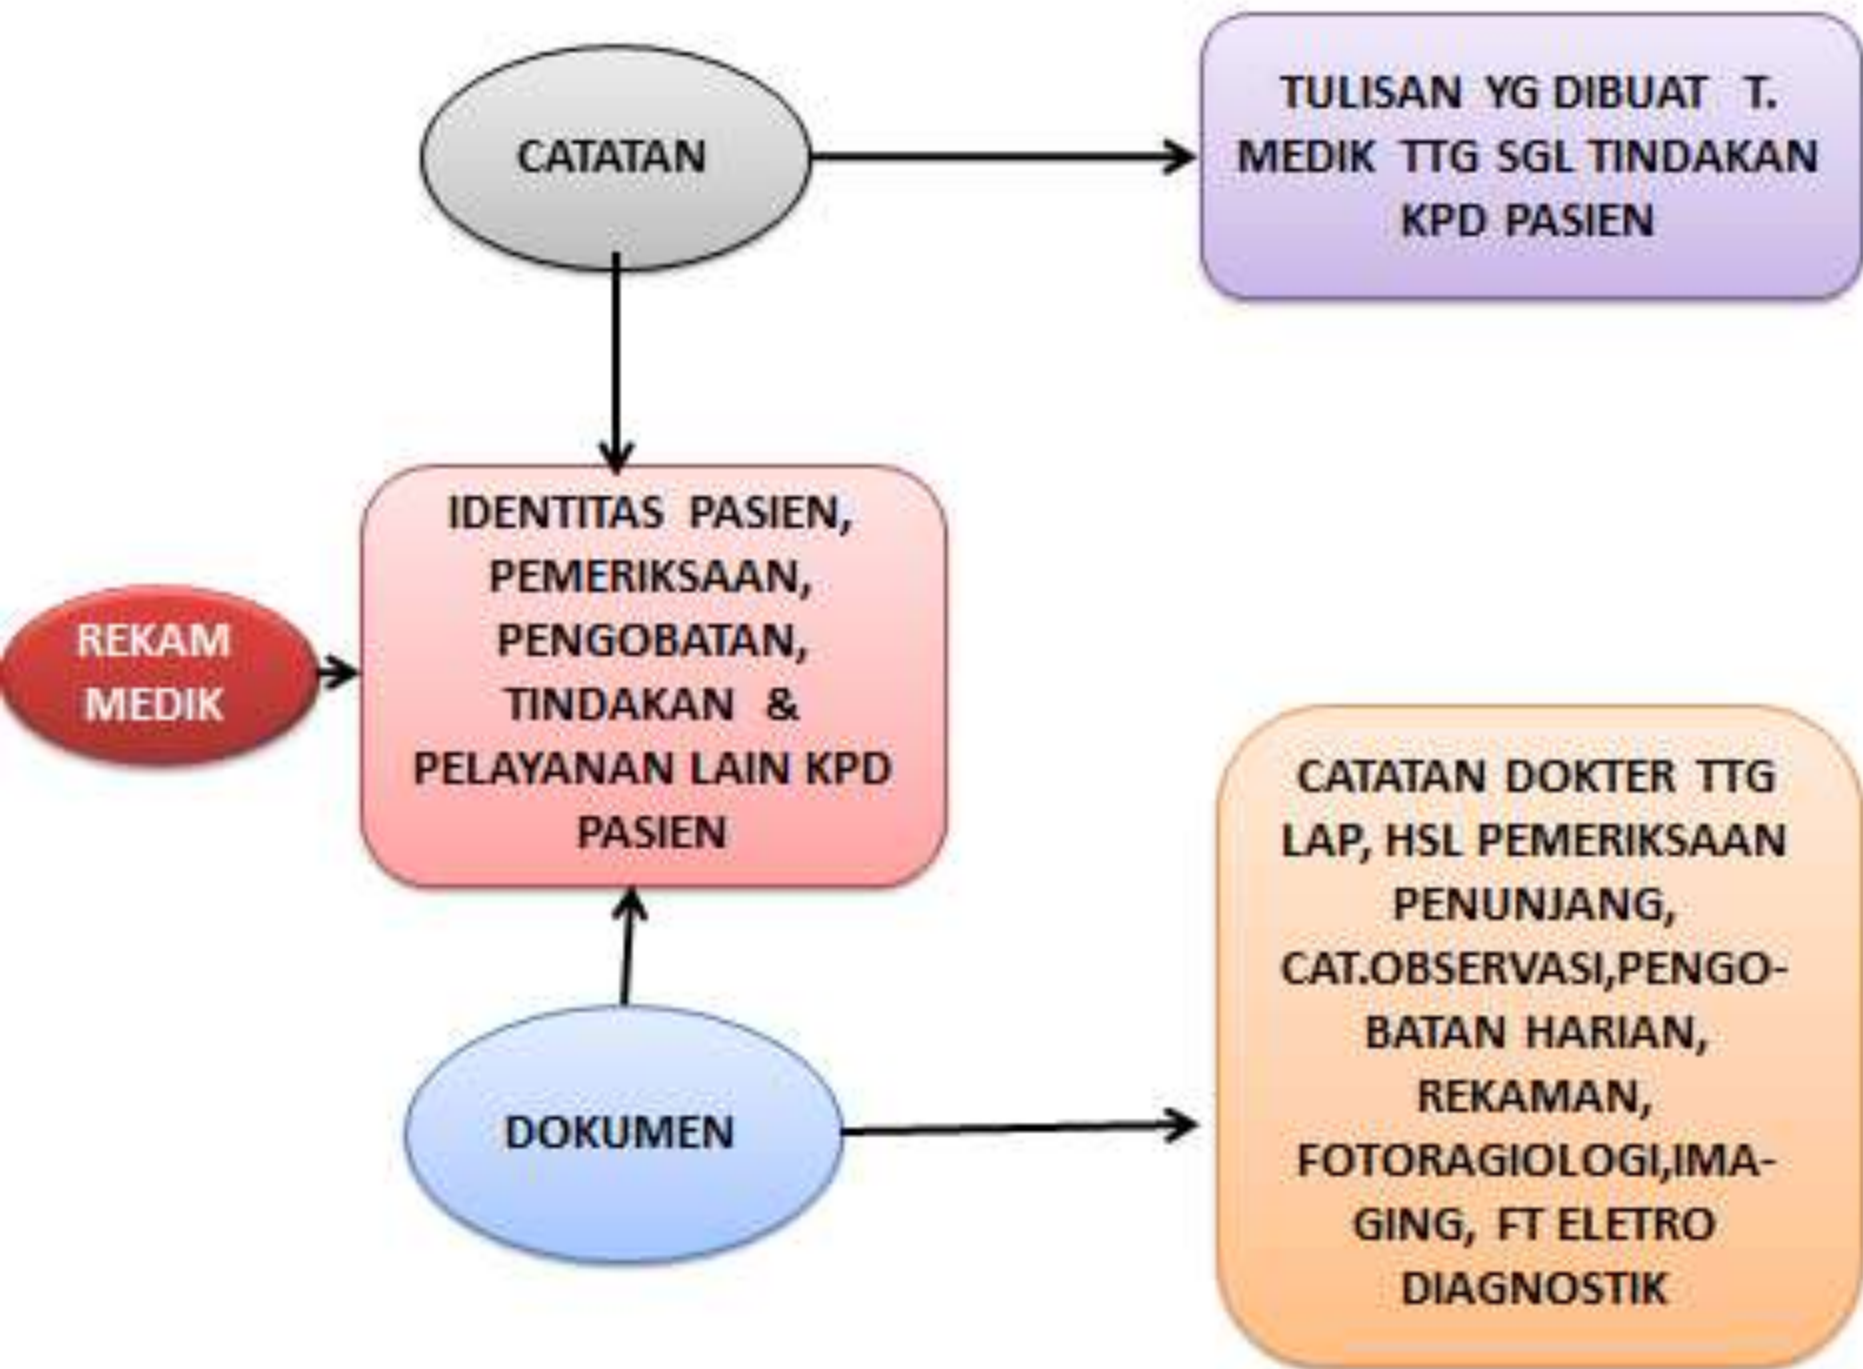 CATATAN
TULISAN YG DIBUAT T.
MEDIK TTG SGL TINDAKAN
KPD PASIEN
IDENTITAS PASIEN,
PEMERIKSAAN,
PENGOBATAN,
TINDAKAN &
PELAYANAN LAIN KPD
PASIEN
REKAM
MEDIK
CATATAN DOKTER TTG
LAP, HSL PEMERIKSAAN
PENUNJANG,
CAT.OBSERVASI,PENGO-
BATAN HARIAN,
REKAMAN,
FOTORAGIOLOGI,IMA-
GING, FT ELETRO
DIAGNOSTIK
DOKUMEN